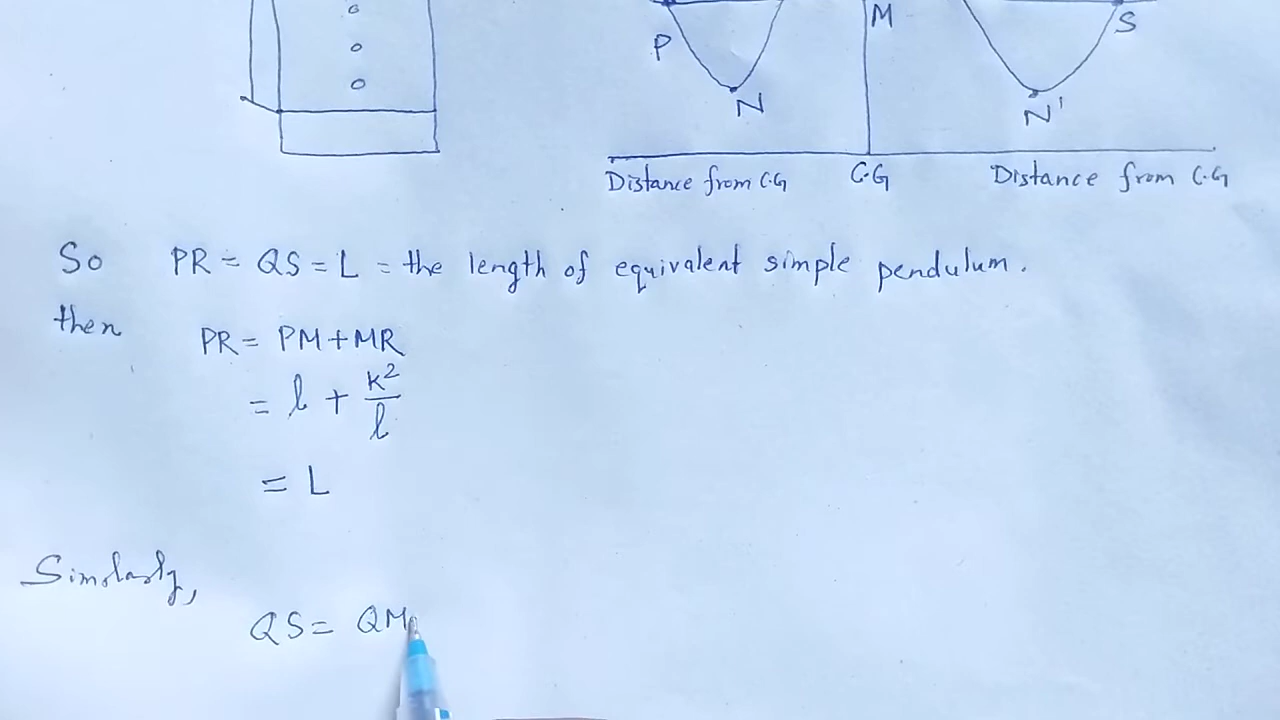 P
M
S
N
N'
Distance from C.G
C.G
Distance from C.G
So PR = QS = L = the length of equivalent simple pendulum.
then PR = PM + MR
= l + K²/l
= L
Similarly,
QS = QM